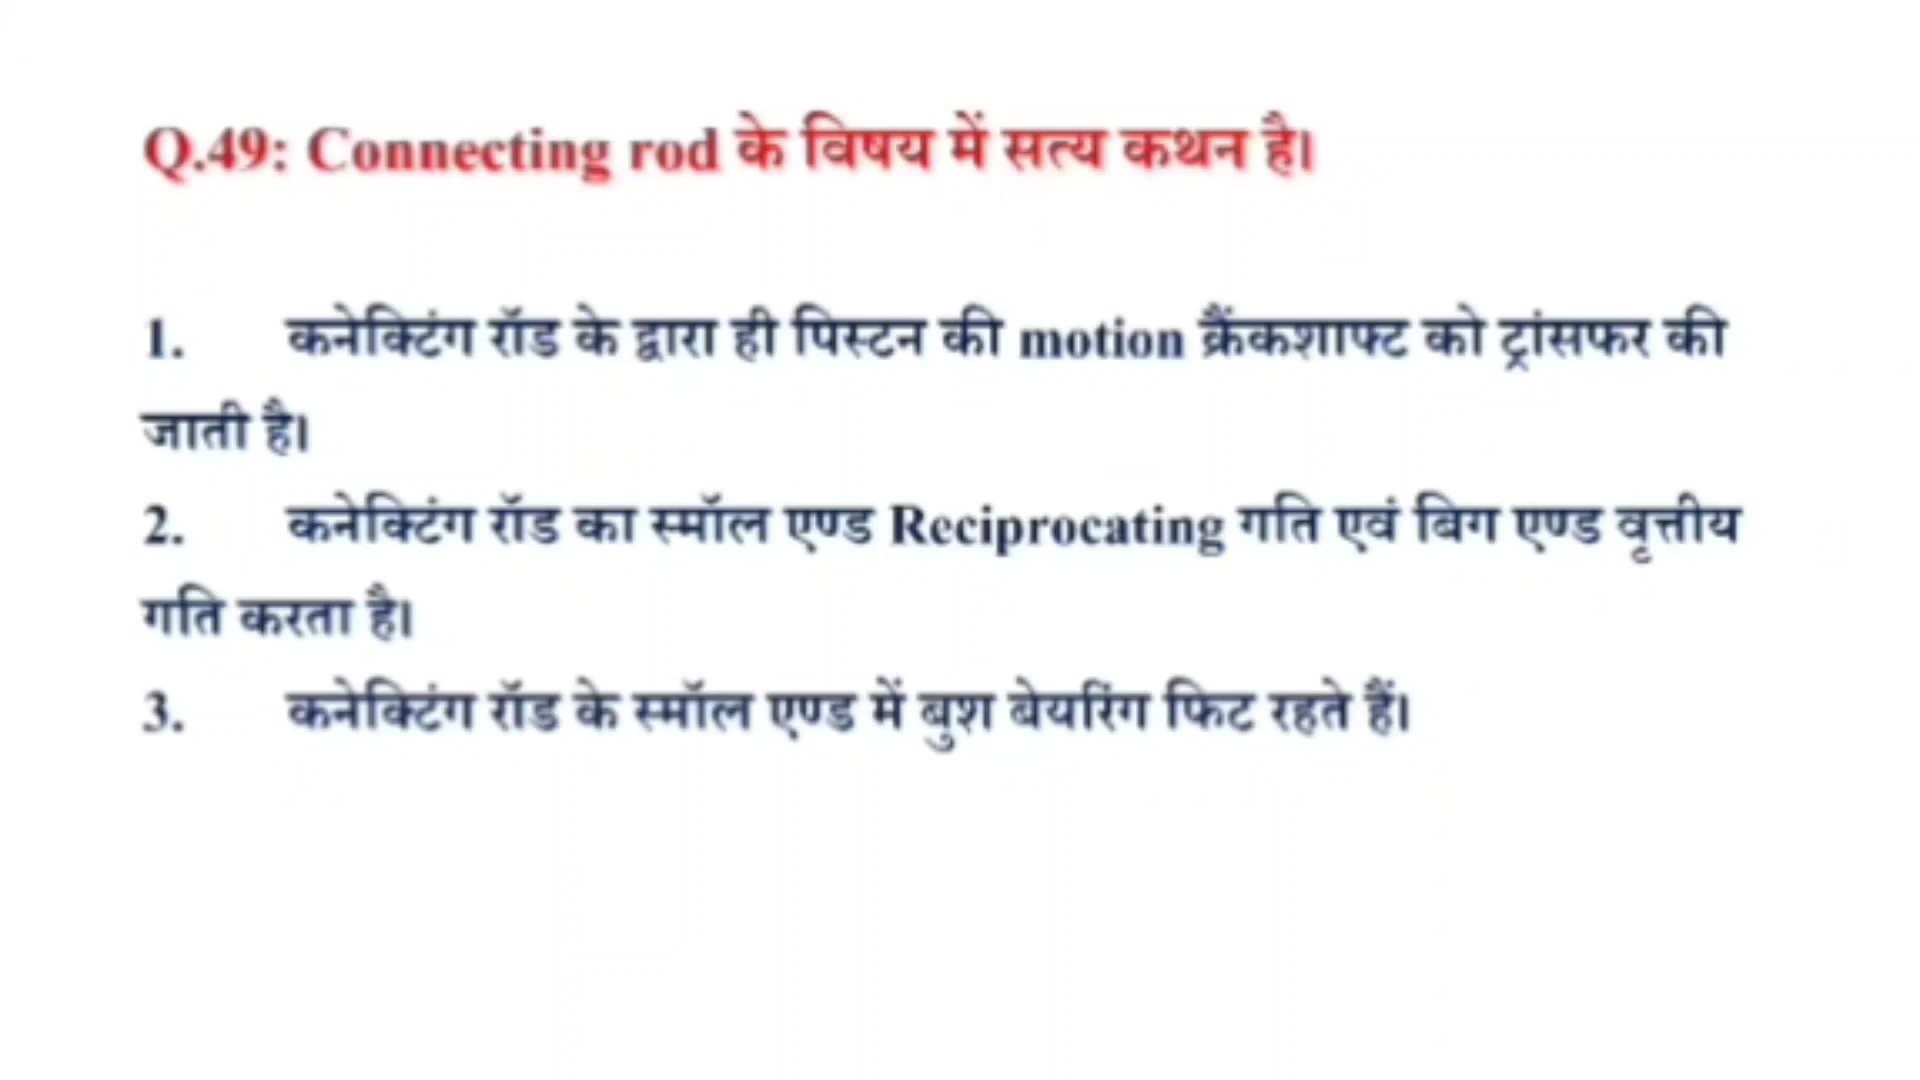 Q.49: Connecting rod के विषय में सत्य कथन है।
1. कनेक्टिंग रॉड के द्वारा ही पिस्टन की motion क्रैंकशाफ्ट को ट्रांसफर की
जाती है।
2. कनेक्टिंग रॉड का स्मॉल एण्ड Reciprocating गति एवं बिग एण्ड वृत्तीय
गति करता है।
3. कनेक्टिंग रॉड के स्मॉल एण्ड में बुश बेयरिंग फिट रहते हैं।